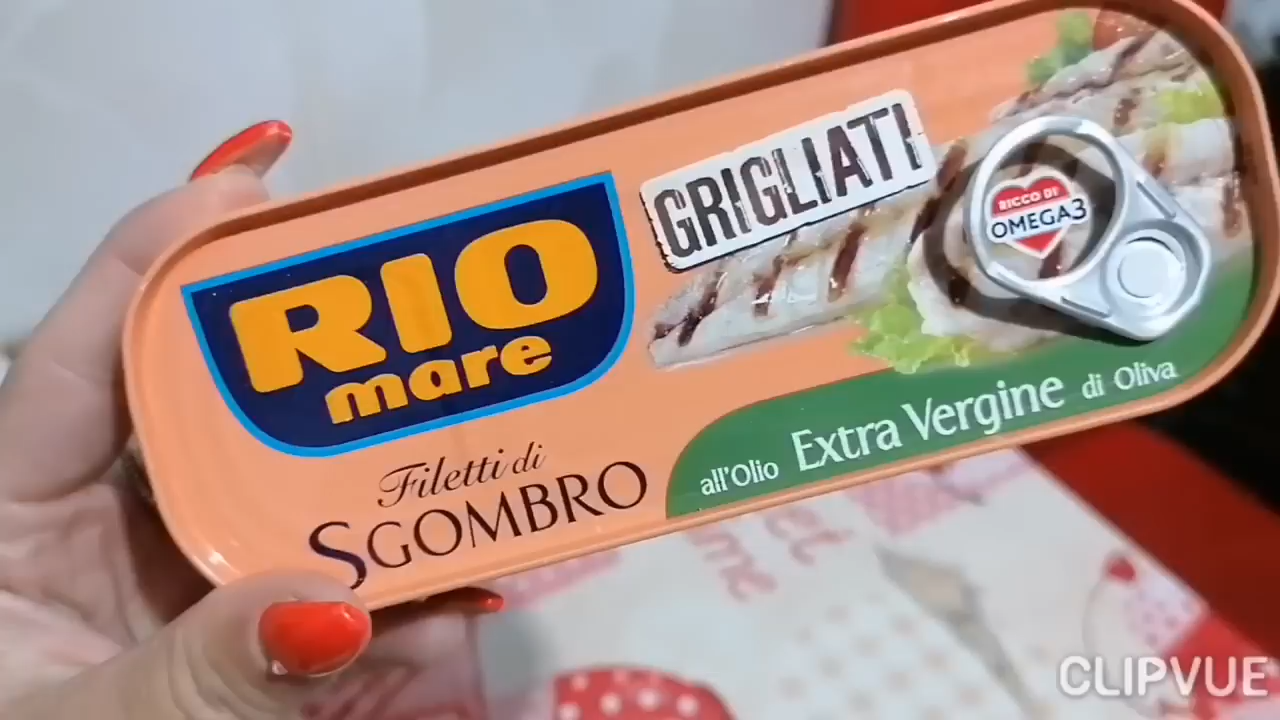 RIO
mare
GRIGLIATI
RICCO DI
OMEGA3
Filetti di
SGOMBRO
all'Olio Extra Vergine di Oliva
CLIPVUE